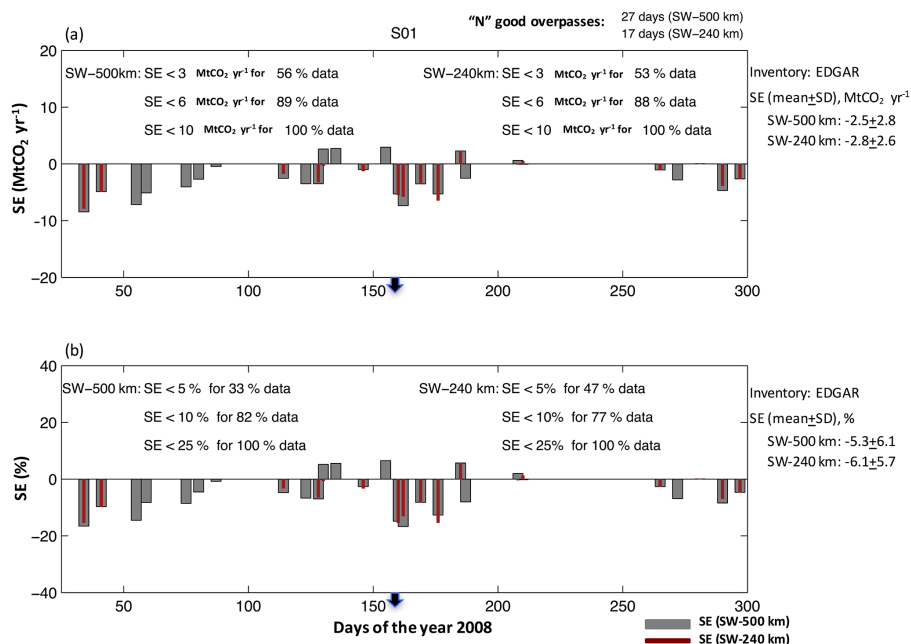 “N” good overpasses: 27 days (SW–500 km)
17 days (SW–240 km)
(a) S01
SW–500km: SE < 3 MtCO₂ yr⁻¹ for 56 % data
SE < 6 MtCO₂ yr⁻¹ for 89 % data
SE < 10 MtCO₂ yr⁻¹ for 100 % data
SW–240km: SE < 3 MtCO₂ yr⁻¹ for 53 % data
SE < 6 MtCO₂ yr⁻¹ for 88 % data
SE < 10 MtCO₂ yr⁻¹ for 100 % data
Inventory: EDGAR
SE (mean±SD), MtCO₂ yr⁻¹
SW-500 km: -2.5±2.8
SW-240 km: -2.8±2.6
SE (MtCO₂ yr⁻¹)
20
10
0
−10
−20
50 100 150 200 250 300
(b)
SW–500 km: SE < 5 % for 33 % data
SE < 10 % for 82 % data
SE < 25 % for 100 % data
SW–240 km: SE < 5% for 47 % data
SE < 10% for 77 % data
SE < 25% for 100 % data
Inventory: EDGAR
SE (mean±SD), %
SW-500 km: -5.3±6.1
SW-240 km: -6.1±5.7
SE (%)
40
20
0
−20
−40
50 100 150 200 250 300
Days of the year 2008
SE (SW-500 km)
SE (SW-240 km)